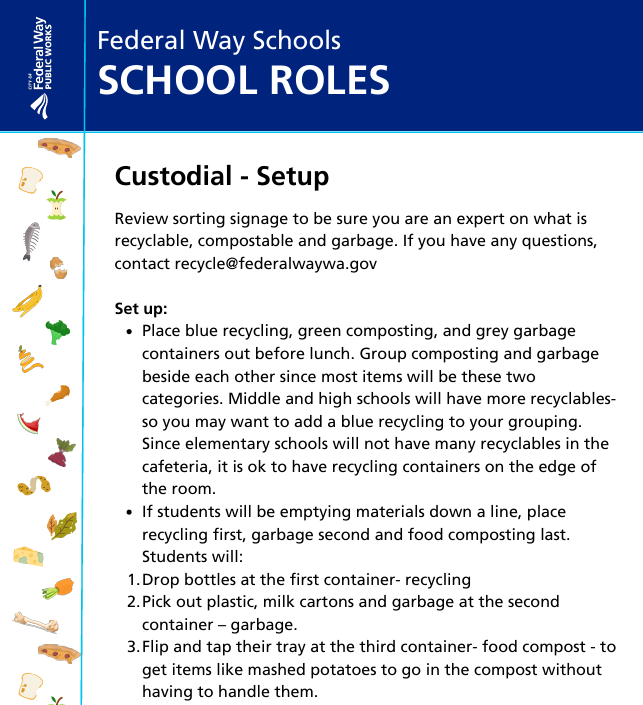 CITY OF
Federal Way
PUBLIC WORKS
Federal Way Schools
SCHOOL ROLES
Custodial - Setup
Review sorting signage to be sure you are an expert on what is
recyclable, compostable and garbage. If you have any questions,
contact recycle@federalwaywa.gov
Set up:
• Place blue recycling, green composting, and grey garbage
containers out before lunch. Group composting and garbage
beside each other since most items will be these two
categories. Middle and high schools will have more recyclables-
so you may want to add a blue recycling to your grouping.
Since elementary schools will not have many recyclables in the
cafeteria, it is ok to have recycling containers on the edge of
the room.
• If students will be emptying materials down a line, place
recycling first, garbage second and food composting last.
Students will:
1. Drop bottles at the first container- recycling
2. Pick out plastic, milk cartons and garbage at the second
container – garbage.
3. Flip and tap their tray at the third container- food compost - to
get items like mashed potatoes to go in the compost without
having to handle them.